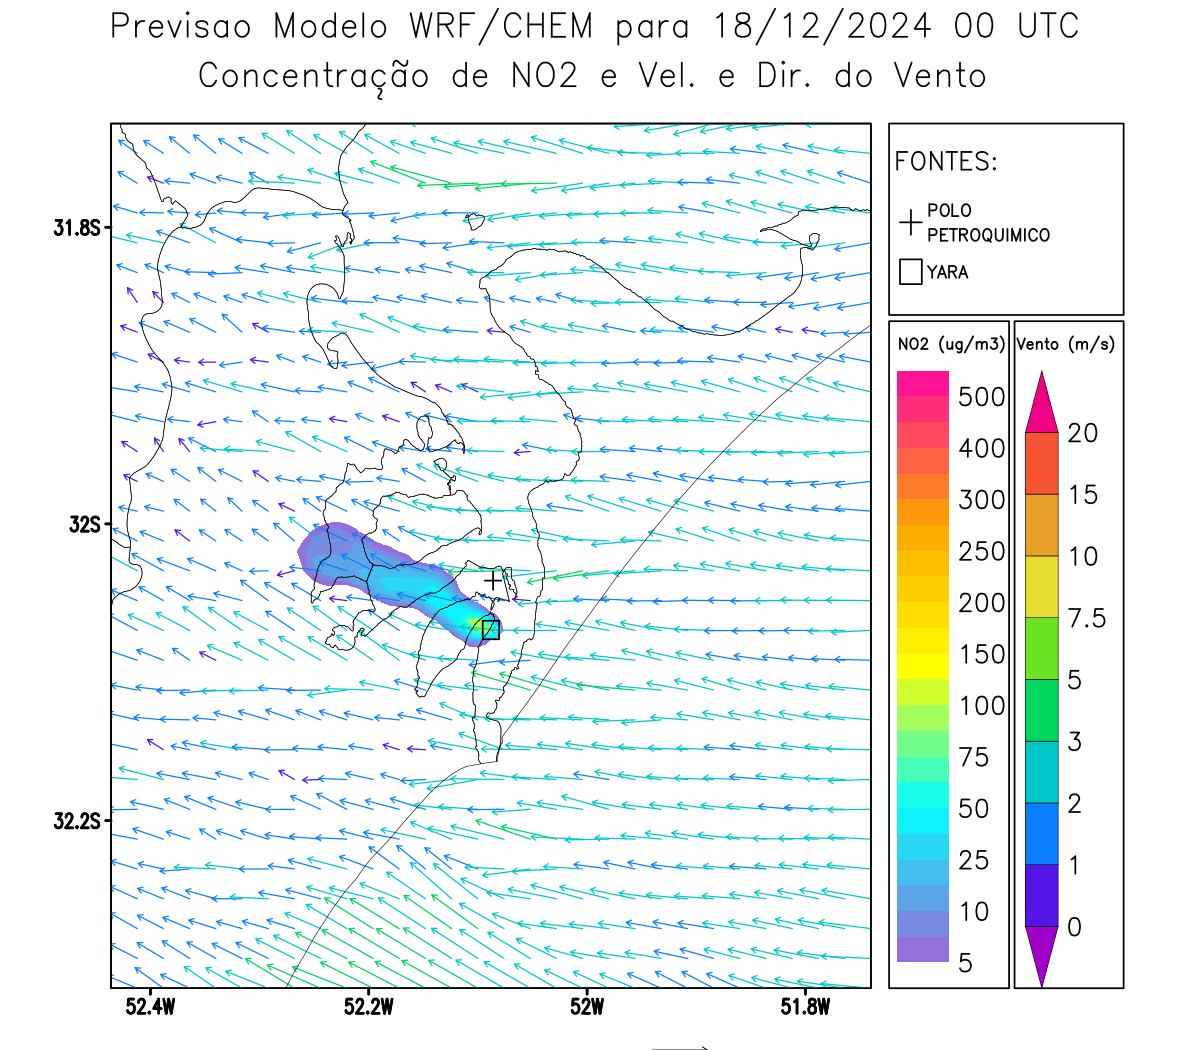 Previsao Modelo WRF/CHEM para 18/12/2024 00 UTC
Concentração de NO2 e Vel. e Dir. do Vento
FONTES:
POLO
PETROQUIMICO
YARA
NO2 (ug/m3)
500
400
300
250
200
150
100
75
50
25
10
5
Vento (m/s)
20
15
10
7.5
5
3
2
1
0
31.8S
32S
32.2S
52.4W
52.2W
52W
51.8W